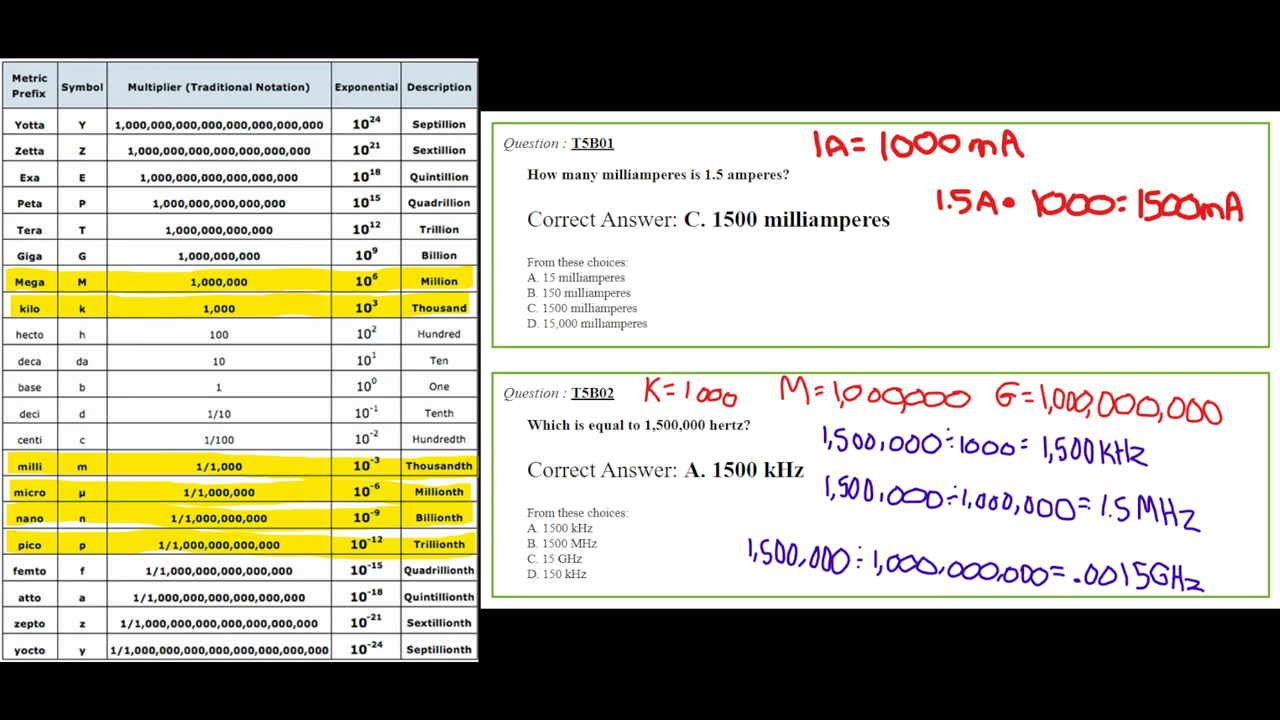 Metric Prefix Symbol Multiplier (Traditional Notation) Exponential Description
Yotta Y 1,000,000,000,000,000,000,000,000 10^24 Septillion
Zetta Z 1,000,000,000,000,000,000,000 10^21 Sextillion
Exa E 1,000,000,000,000,000,000 10^18 Quintillion
Peta P 1,000,000,000,000,000 10^15 Quadrillion
Tera T 1,000,000,000,000 10^12 Trillion
Giga G 1,000,000,000 10^9 Billion
Mega M 1,000,000 10^6 Million
kilo k 1,000 10^3 Thousand
hecto h 100 10^2 Hundred
deca da 10 10^1 Ten
base b 1 10^0 One
deci d 1/10 10^-1 Tenth
centi c 1/100 10^-2 Hundredth
milli m 1/1,000 10^-3 Thousandth
micro µ 1/1,000,000 10^-6 Millionth
nano n 1/1,000,000,000 10^-9 Billionth
pico p 1/1,000,000,000,000 10^-12 Trillionth
femto f 1/1,000,000,000,000,000 10^-15 Quadrillionth
atto a 1/1,000,000,000,000,000,000 10^-18 Quintillionth
zepto z 1/1,000,000,000,000,000,000,000 10^-21 Sextillionth
yocto y 1/1,000,000,000,000,000,000,000,000 10^-24 Septillionth
Question : T5B01
1A= 1000 mA
How many milliamperes is 1.5 amperes?
1.5A • 1000 = 1500mA
Correct Answer: C. 1500 milliamperes
From these choices:
A. 15 milliamperes
B. 150 milliamperes
C. 1500 milliamperes
D. 15,000 milliamperes
Question : T5B02
K=1000 M=1,000,000 G=1,000,000,000
Which is equal to 1,500,000 hertz?
1,500,000 ÷ 1000 = 1,500 kHz
Correct Answer: A. 1500 kHz
1,500,000 ÷ 1,000,000 = 1.5 MHz
From these choices:
A. 1500 kHz
B. 1500 MHz
C. 15 GHz
D. 150 kHz
1,500,000 ÷ 1,000,000,000 = .0015GHz